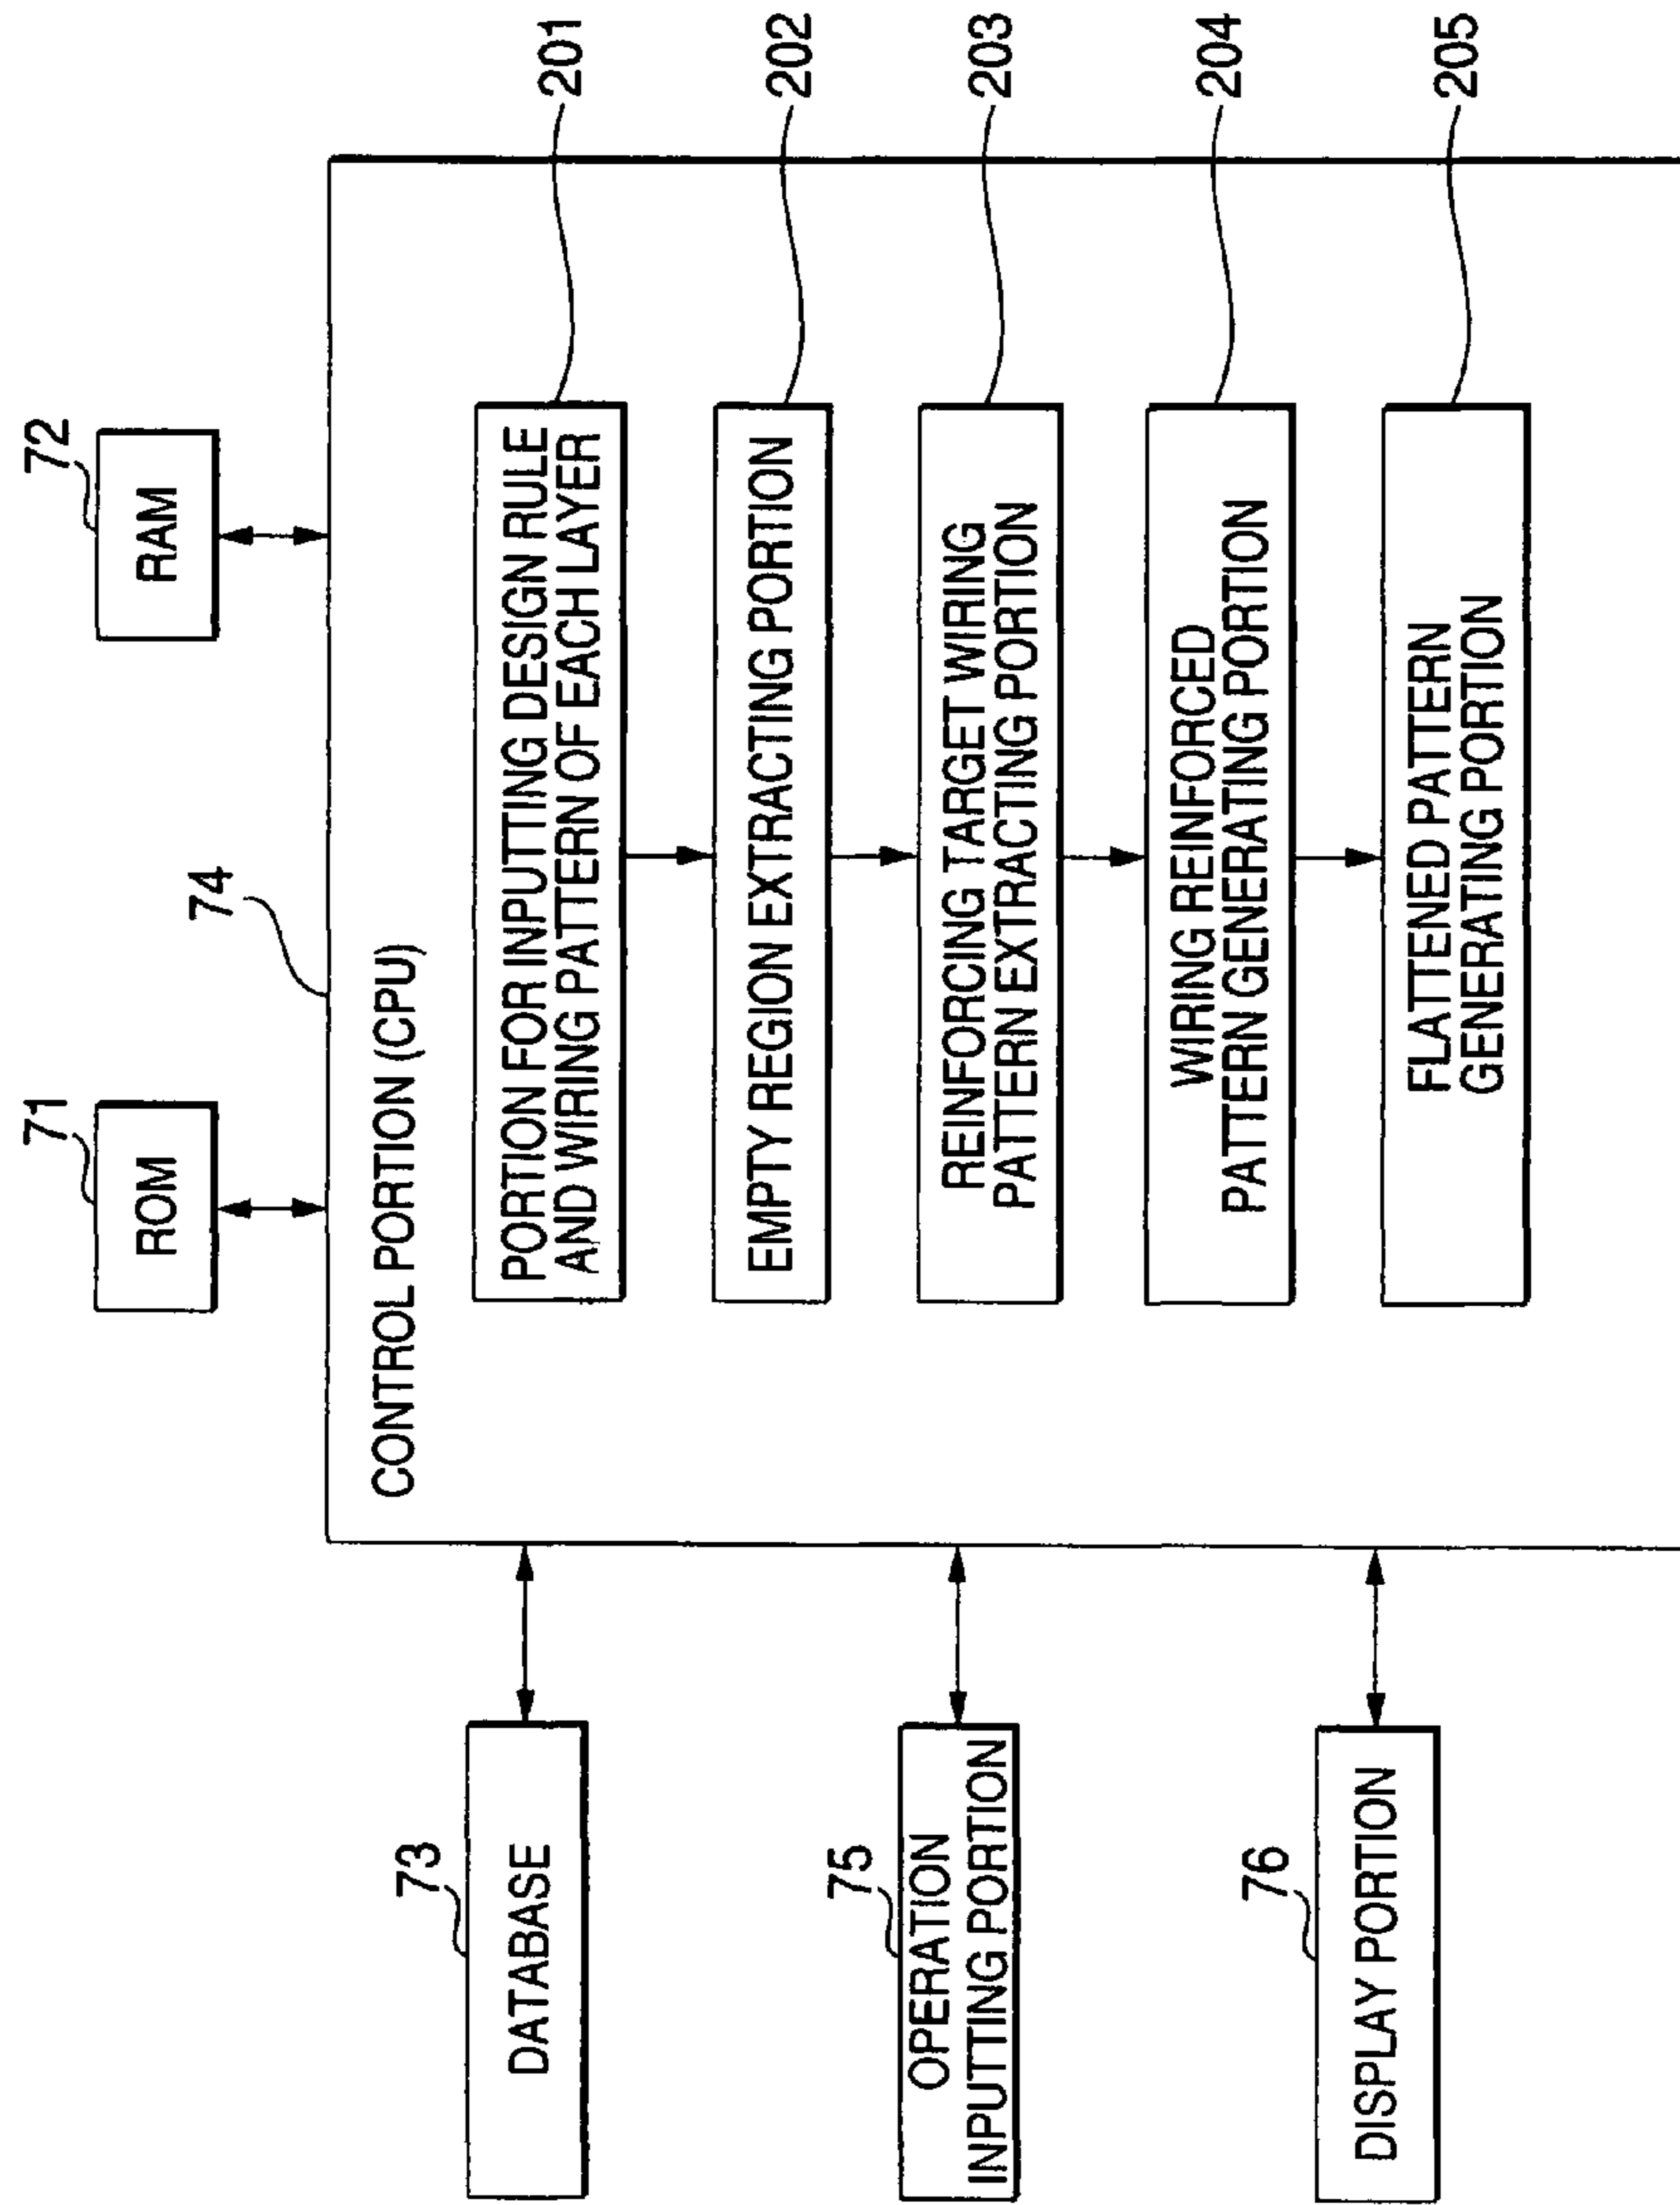 71
ROM
72
RAM
74
CONTROL PORTION (CPU)
73
DATABASE
75
OPERATION
INPUTTING PORTION
76
DISPLAY PORTION
PORTION FOR INPUTTING DESIGN RULE
AND WIRING PATTERN OF EACH LAYER
201
EMPTY REGION EXTRACTING PORTION
202
REINFORCING TARGET WIRING
PATTERN EXTRACTING PORTION
203
WIRING REINFORCED
PATTERN GENERATING PORTION
204
FLATTENED PATTERN
GENERATING PORTION
205